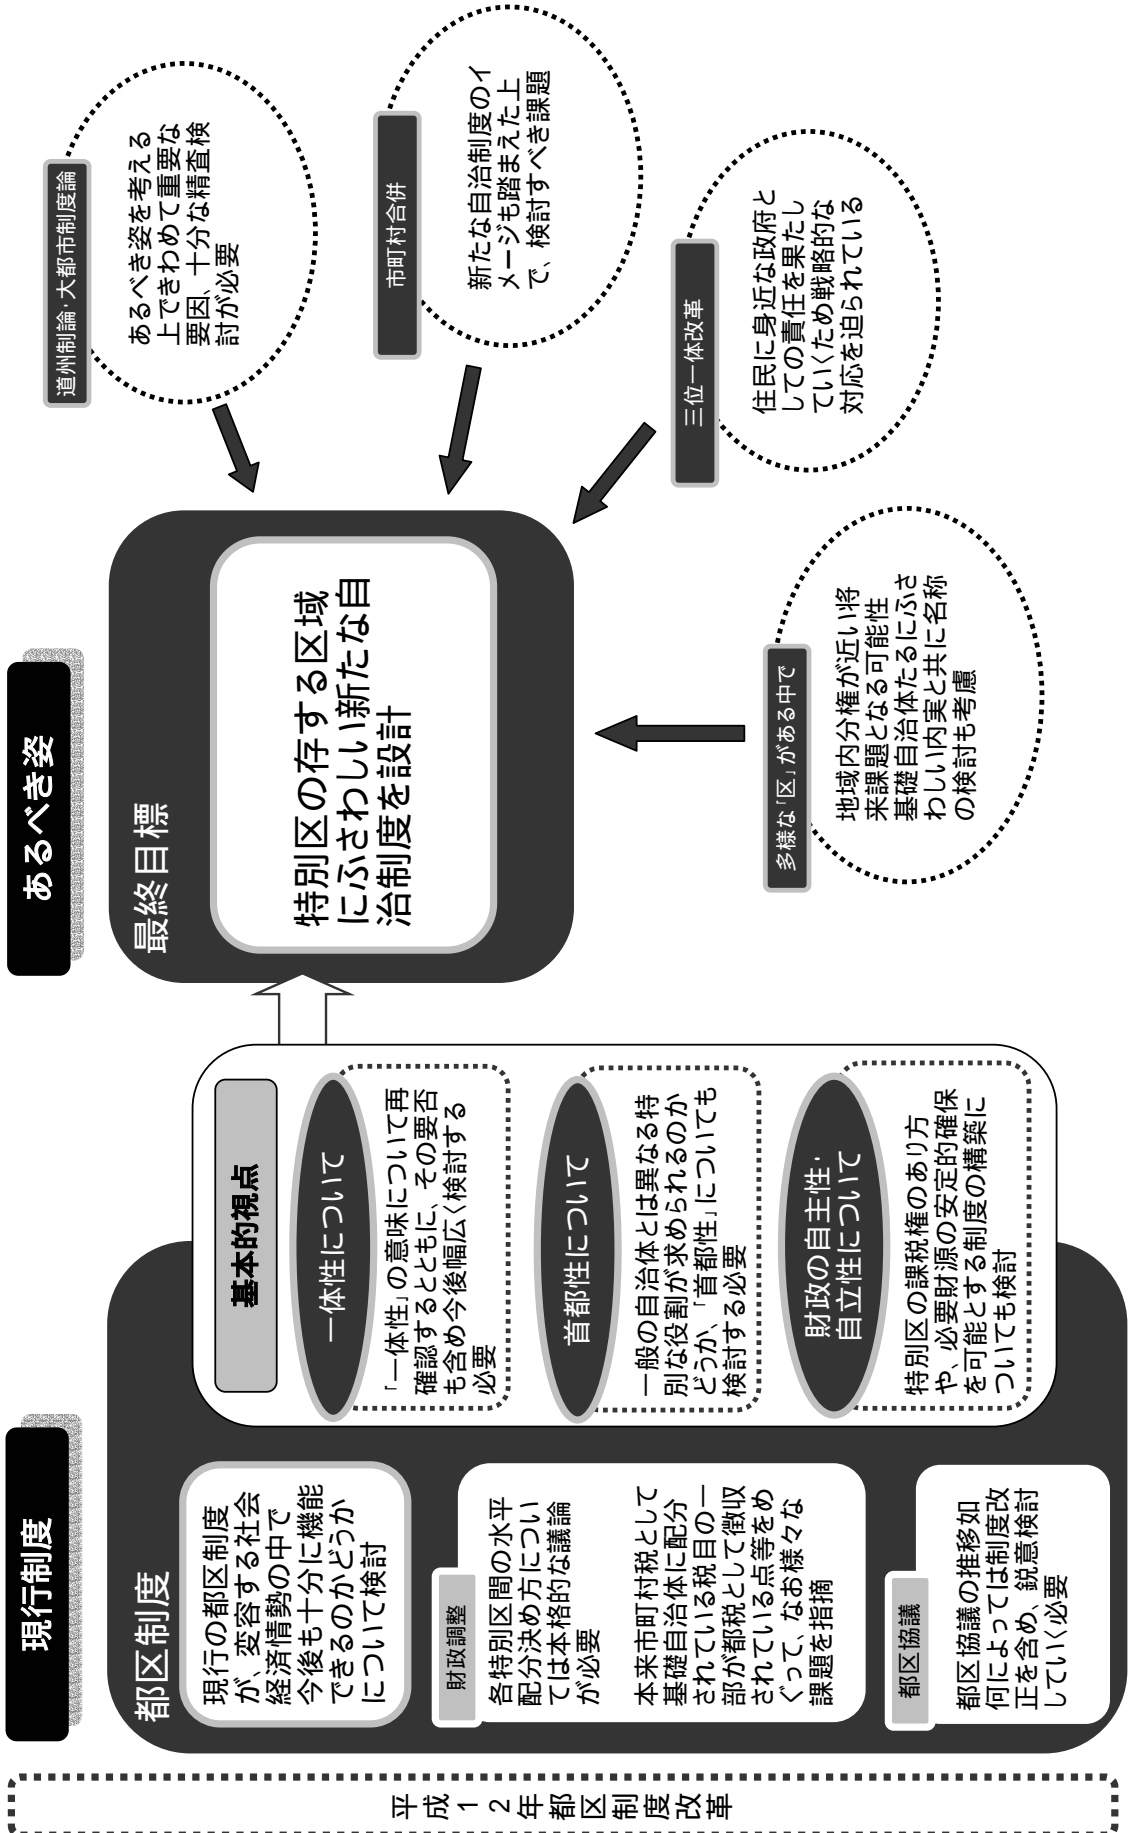 平成１２年都区制度改革
現行制度
都区制度
現行の都区制度
が、変容する社会
経済情勢の中で
今後も十分に機能
できるのかどうか
について検討
財政調整
各特別区間の水平
配分決め方につい
ては本格的な議論
が必要
本来市町村税として
基礎自治体に配分
されている税目の一
部が都税として徴収
されている点等をめ
ぐって、なお様々な
課題を指摘
都区協議
都区協議の推移如
何によっては制度改
正を含め、鋭意検討
していく必要
基本的視点
一体性について
「一体性」の意味について再
確認するとともに、その要否
も含め今後幅広く検討する
必要
首都性について
一般の自治体とは異なる特
別な役割が求められるのか
どうか、「首都性」についても
検討する必要
財政の自主性・
自立性について
特別区の課税権のあり方
や、必要財源の安定的確保
を可能とする制度の構築に
ついても検討
あるべき姿
最終目標
特別区の存する区域
にふさわしい新たな自
治制度を設計
道州制論・大都市制度論
あるべき姿を考える
上できわめて重要な
要因、十分な精査検
討が必要
市町村合併
新たな自治制度のイ
メージも踏まえた上
で、検討すべき課題
三位一体改革
住民に身近な政府と
しての責任を果たし
ていくため戦略的な
対応を迫られている
多様な「区」がある中で
地域内分権が近い将
来課題となる可能性
基礎自治体たるにふさ
わしい内実と共に名称
の検討も考慮